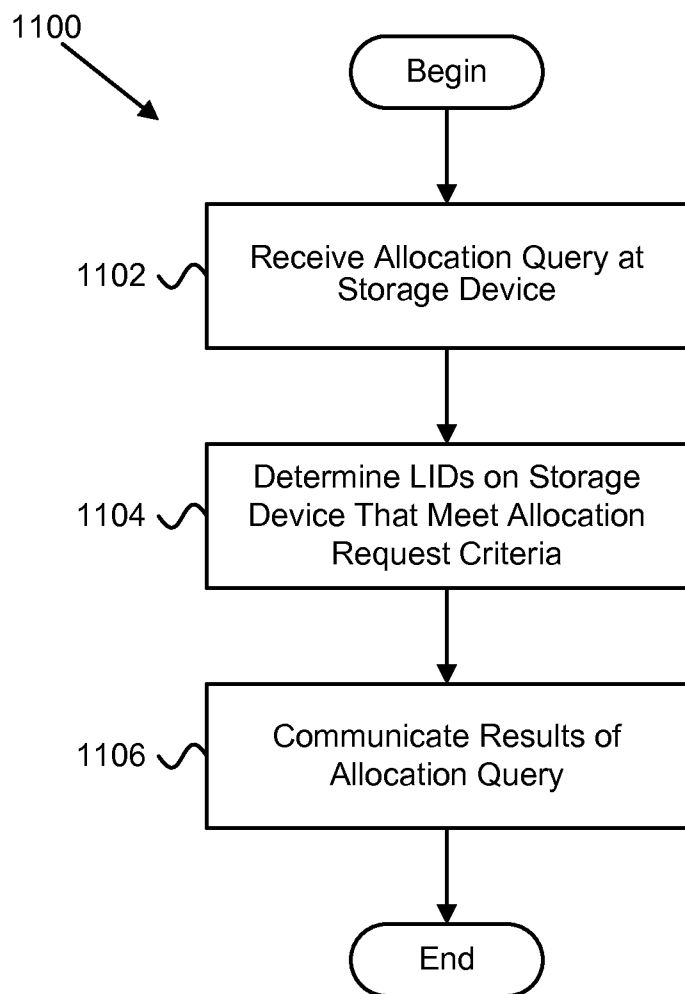 1100
Begin
1102
Receive Allocation Query at
Storage Device
1104
Determine LIDs on Storage
Device That Meet Allocation
Request Criteria
1106
Communicate Results of
Allocation Query
End